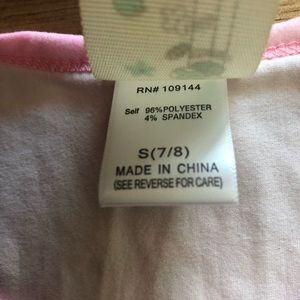 RN# 109144
Self 96%POLYESTER
4% SPANDEX
S(7/8)
MADE IN CHINA
(SEE REVERSE FOR CARE)